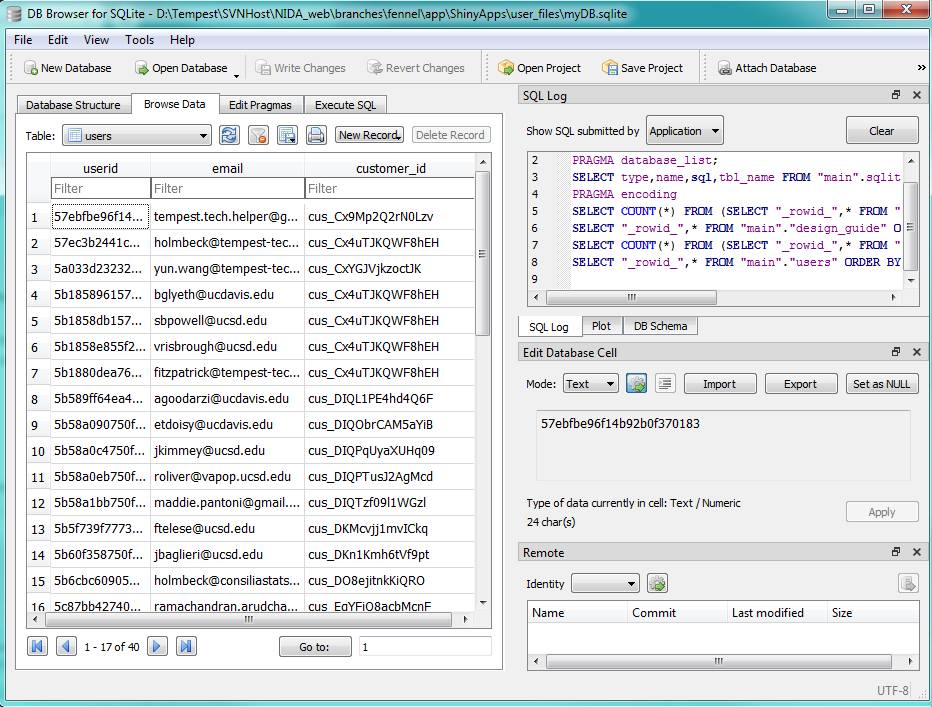 DB Browser for SQLite - D:\Tempest\SVNHost\NIDA_web\branches\fennel\app\ShinyApps\user_files\myDB.sqlite
File Edit View Tools Help
New Database Open Database Write Changes Revert Changes Open Project Save Project Attach Database »
Database Structure Browse Data Edit Pragmas Execute SQL
Table: users New Record Delete Record
userid email customer_id
Filter Filter Filter
1 57ebfbe96f14... tempest.tech.helper@g... cus_Cx9Mp2Q2rN0Lzv
2 57ec3b2441c... holmbeck@tempest-tec... cus_Cx4uTJKQWF8hEH
3 5a033d23232... yun.wang@tempest-tec... cus_CxYGJVjkzoctJK
4 5b185896157... bglyeth@ucdavis.edu cus_Cx4uTJKQWF8hEH
5 5b1858db157... sbpowell@ucsd.edu cus_Cx4uTJKQWF8hEH
6 5b1858e855f2... vrisbrough@ucsd.edu cus_Cx4uTJKQWF8hEH
7 5b1880dea76... fitzpatrick@tempest-tec... cus_Cx4uTJKQWF8hEH
8 5b589ff64ea4... agoodarzi@ucdavis.edu cus_DIQL1PE4hd4Q6F
9 5b58a090750f... etdoisy@ucdavis.edu cus_DIQObrCAM5aYiB
10 5b58a0c4750f... jkimmey@ucsd.edu cus_DIQPqUyaXUHq09
11 5b58a0eb750f... roliver@vapop.ucsd.edu cus_DIQPTusJ2AgMcd
12 5b58a1bb750f... maddie.pantoni@gmail.... cus_DIQTzf09l1WGzl
13 5b5f739f7773... ftelese@ucsd.edu cus_DKMcvjj1mvICkq
14 5b60f358750f... jbaglieri@ucsd.edu cus_DKn1Kmh6tVf9pt
15 5b6cbc60905... holmbeck@consiliastats... cus_DO8ejitnkKiQRO
16 5c87bb42740... ramachandran.arudcha... cus_EgYFiO8acbMcnF
1 - 17 of 40 Go to: 1
SQL Log
Show SQL submitted by Application Clear
2 PRAGMA database_list;
3 SELECT type,name,sql,tbl_name FROM "main".sqlit
4 PRAGMA encoding
5 SELECT COUNT(*) FROM (SELECT "_rowid_",* FROM "
6 SELECT "_rowid_",* FROM "main"."design_guide" O
7 SELECT COUNT(*) FROM (SELECT "_rowid_",* FROM "
8 SELECT "_rowid_",* FROM "main"."users" ORDER BY
9
SQL Log Plot DB Schema
Edit Database Cell
Mode: Text Import Export Set as NULL
57ebfbe96f14b92b0f370183
Type of data currently in cell: Text / Numeric
24 char(s)
Apply
Remote
Identity
Name Commit Last modified Size
UTF-8